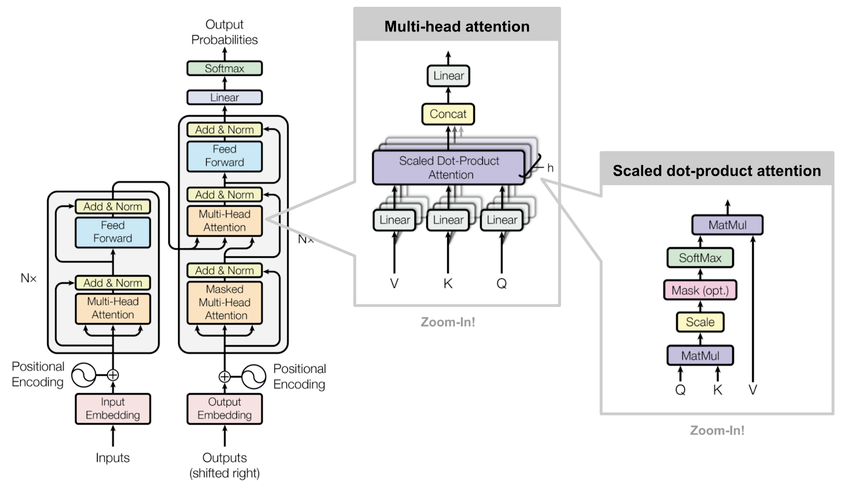 Output
Probabilities
Softmax
Linear
Add & Norm
Feed
Forward
Add & Norm
Multi-Head
Attention
Add & Norm
Masked
Multi-Head
Attention
N×
Positional
Encoding
Output
Embedding
Outputs
(shifted right)
Add & Norm
Feed
Forward
N×
Add & Norm
Multi-Head
Attention
Positional
Encoding
Input
Embedding
Inputs
Multi-head attention
Linear
Concat
Scaled Dot-Product
Attention
h
Linear
Linear
Linear
V
K
Q
Zoom-In!
Scaled dot-product attention
MatMul
SoftMax
Mask (opt.)
Scale
MatMul
Q
K
V
Zoom-In!